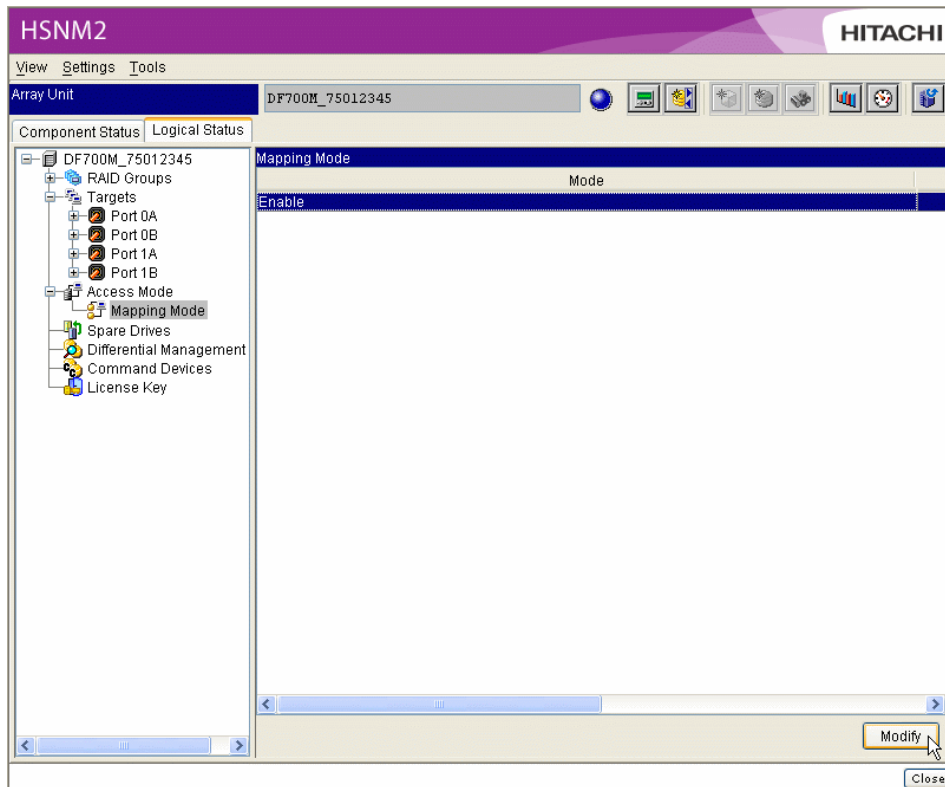 HSNM2
HITACHI
View Settings Tools
Array Unit
DF700M_75012345
Component Status
Logical Status
DF700M_75012345
RAID Groups
Targets
Port 0A
Port 0B
Port 1A
Port 1B
Access Mode
Mapping Mode
Spare Drives
Differential Management
Command Devices
License Key
Mapping Mode
Mode
Enable
Modify
Close